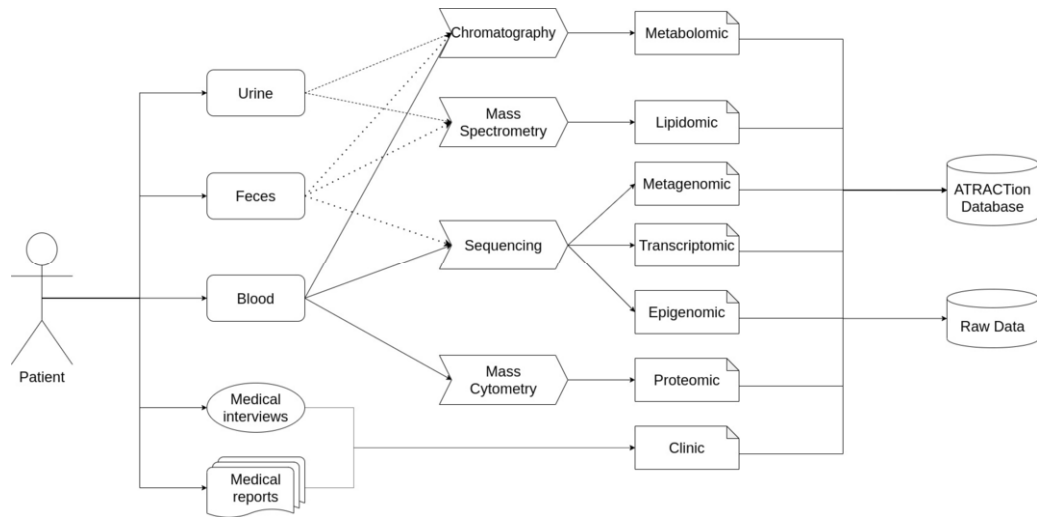 Patient
Urine
Feces
Blood
Medical
interviews
Medical
reports
Chromatography
Mass
Spectrometry
Sequencing
Mass
Cytometry
Metabolomic
Lipidomic
Metagenomic
Transcriptomic
Epigenomic
Proteomic
Clinic
ATRACTion
Database
Raw Data